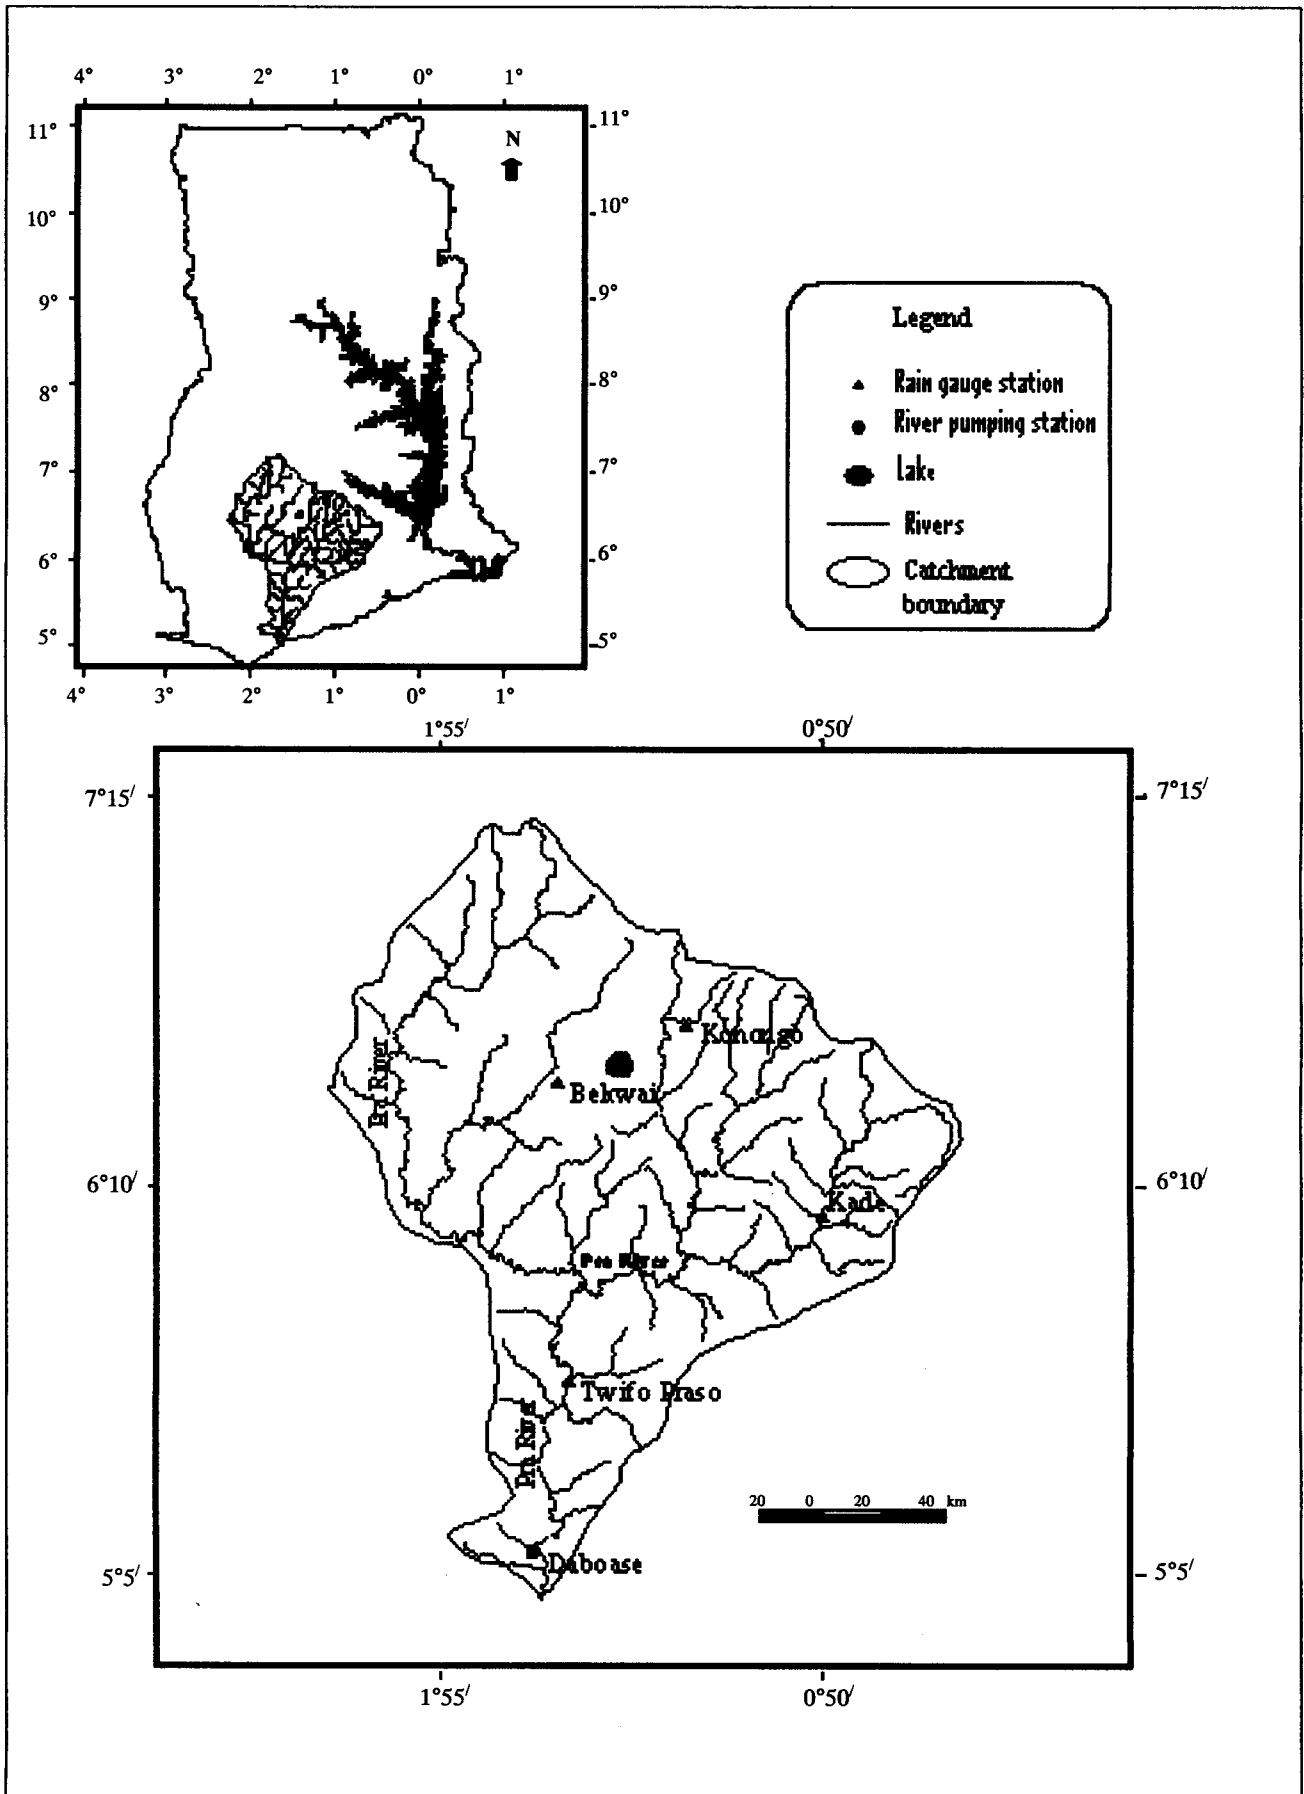 4° 3° 2° 1° 0° 1°
11° 11°
N
10° 10°
9° 9°
8° 8°
7° 7°
6° 6°
5° 5°
4° 3° 2° 1° 0° 1°
Legend
Rain gauge station
River pumping station
Lake
Rivers
Catchment
boundary
1°55/ 0°50/
7°15/ 7°15/
Konongo
River
Bekwai
6°10/ 6°10/
Kade
Pra River
Twifo Praso
Pra River
20 0 20 40 km
Daboase
5°5/ 5°5/
1°55/ 0°50/